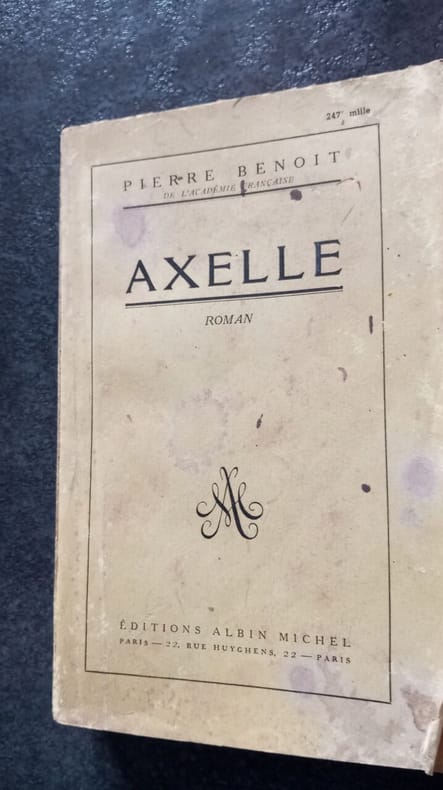 247e mille
PIERRE BENOIT
DE L'ACADÉMIE FRANÇAISE
AXELLE
ROMAN
AM
ÉDITIONS ALBIN MICHEL
PARIS — 22, RUE HUYGHENS, 22 — PARIS